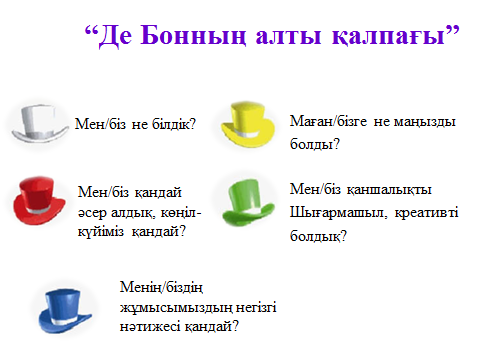 “Де Бонның алты қалпағы”
Мен/біз не білдік?
Маған/бізге не маңызды
болды?
Мен/біз қандай
әсер алдық, көңіл-
күйіміз қандай?
Мен/біз қаншалықты
Шығармашыл, креативті
болдық?
Менің/біздің
жұмысымыздың негізгі
нәтижесі қандай?